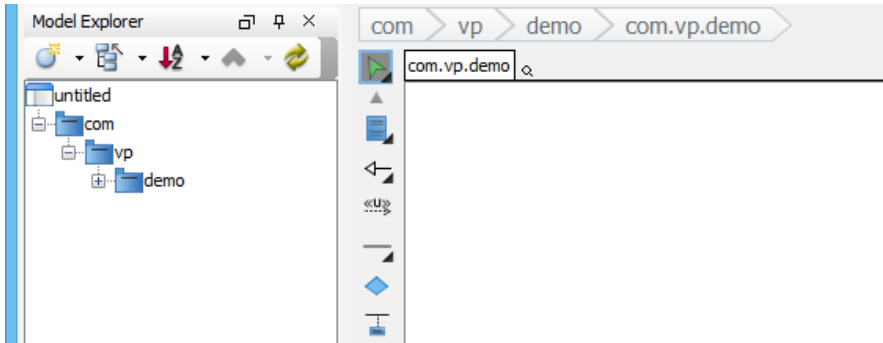 Model Explorer
com vp demo com.vp.demo
com.vp.demo
untitled
com
vp
demo
«U»